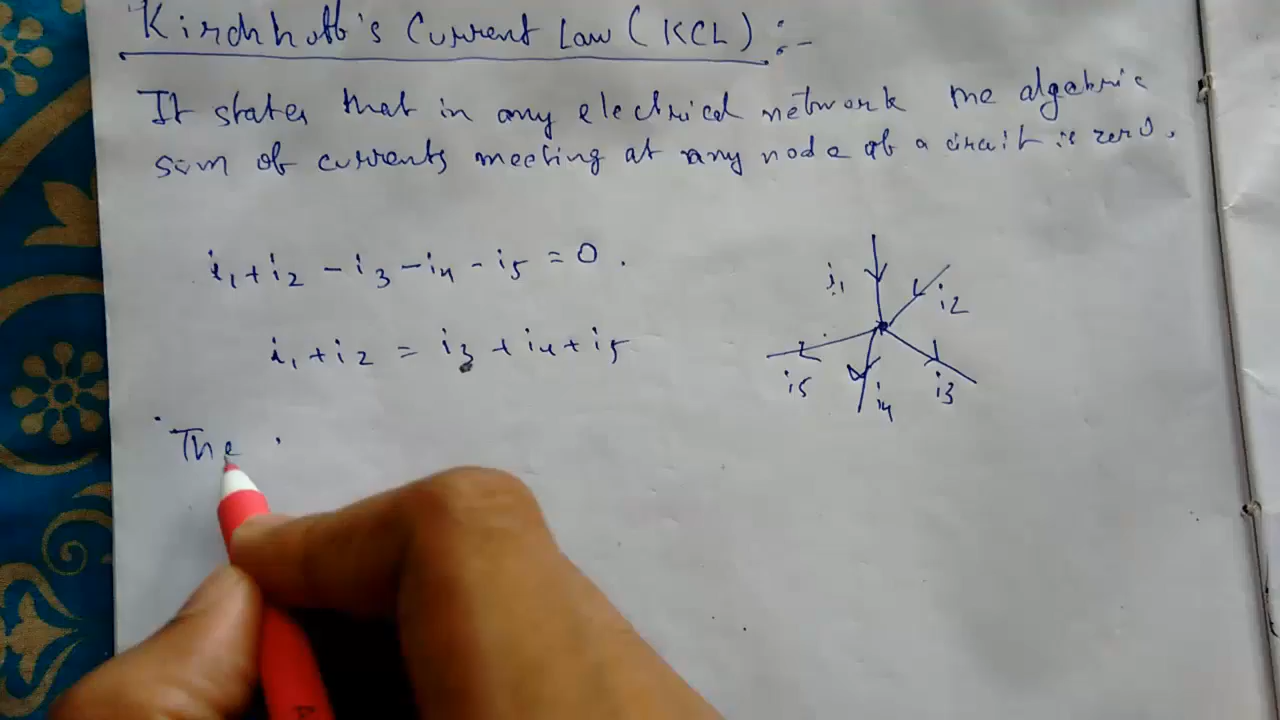 Kirchhoff's Current Law (KCL) :-
It states that in any electrical network the algebric
sum of currents meeting at any node of a circuit is zero.
i1 + i2 - i3 - i4 - i5 = 0.
i1 + i2 = i3 + i4 + i5
i1
i2
i5
i4
i3
The